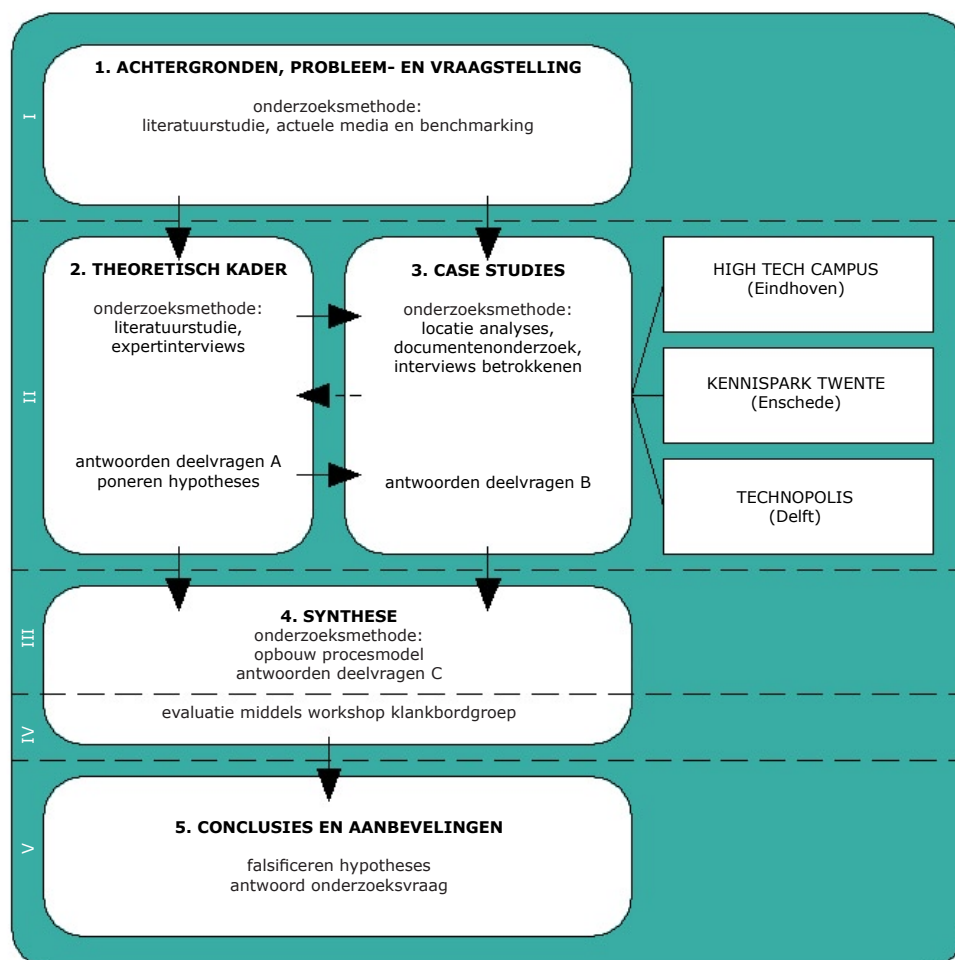 I
1. ACHTERGRONDEN, PROBLEEM- EN VRAAGSTELLING
onderzoeksmethode:
literatuurstudie, actuele media en benchmarking
II
2. THEORETISCH KADER
onderzoeksmethode:
literatuurstudie,
expertinterviews
antwoorden deelvragen A
poneren hypotheses
3. CASE STUDIES
onderzoeksmethode:
locatie analyses,
documentenonderzoek,
interviews betrokkenen
antwoorden deelvragen B
HIGH TECH CAMPUS
(Eindhoven)
KENNISPARK TWENTE
(Enschede)
TECHNOPOLIS
(Delft)
III
4. SYNTHESE
onderzoeksmethode:
opbouw procesmodel
antwoorden deelvragen C
IV
evaluatie middels workshop klankbordgroep
V
5. CONCLUSIES EN AANBEVELINGEN
falsificeren hypotheses
antwoord onderzoeksvraag